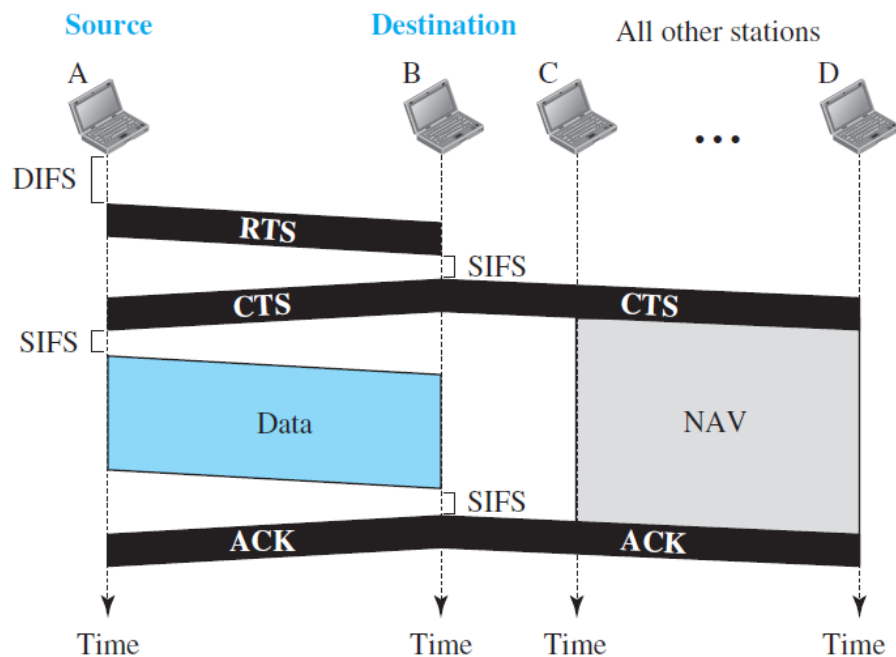 Source
Destination
All other stations
A
B
C
D
...
DIFS
RTS
SIFS
CTS
CTS
SIFS
Data
NAV
SIFS
ACK
ACK
Time
Time
Time
Time